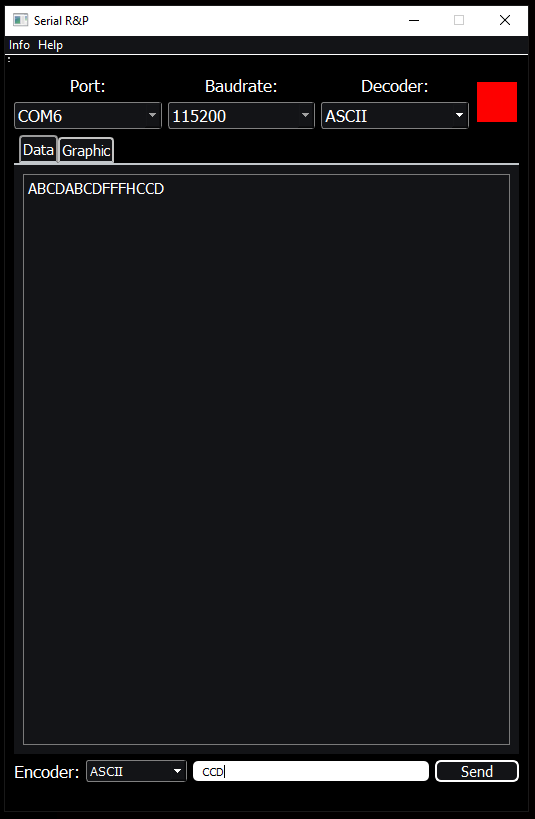 Serial R&P
Info Help
Port: Baudrate: Decoder:
COM6 115200 ASCII
Data Graphic
ABCDABCDFFFHCCD
Encoder: ASCII CCD Send